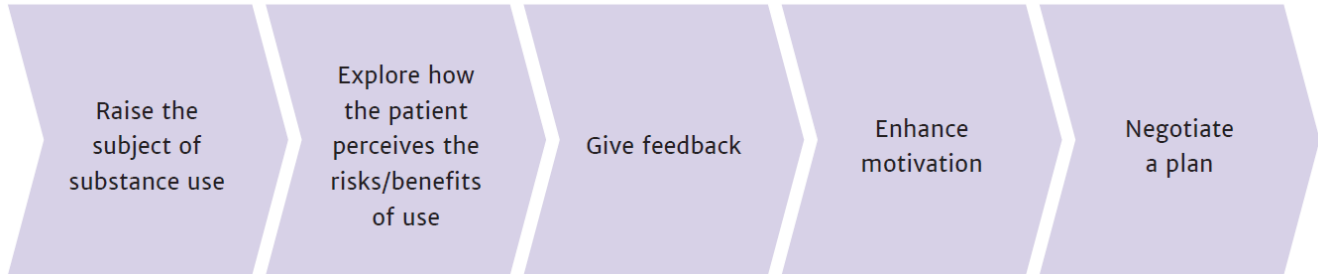 Raise the
subject of
substance use
Explore how
the patient
perceives the
risks/benefits
of use
Give feedback
Enhance
motivation
Negotiate
a plan